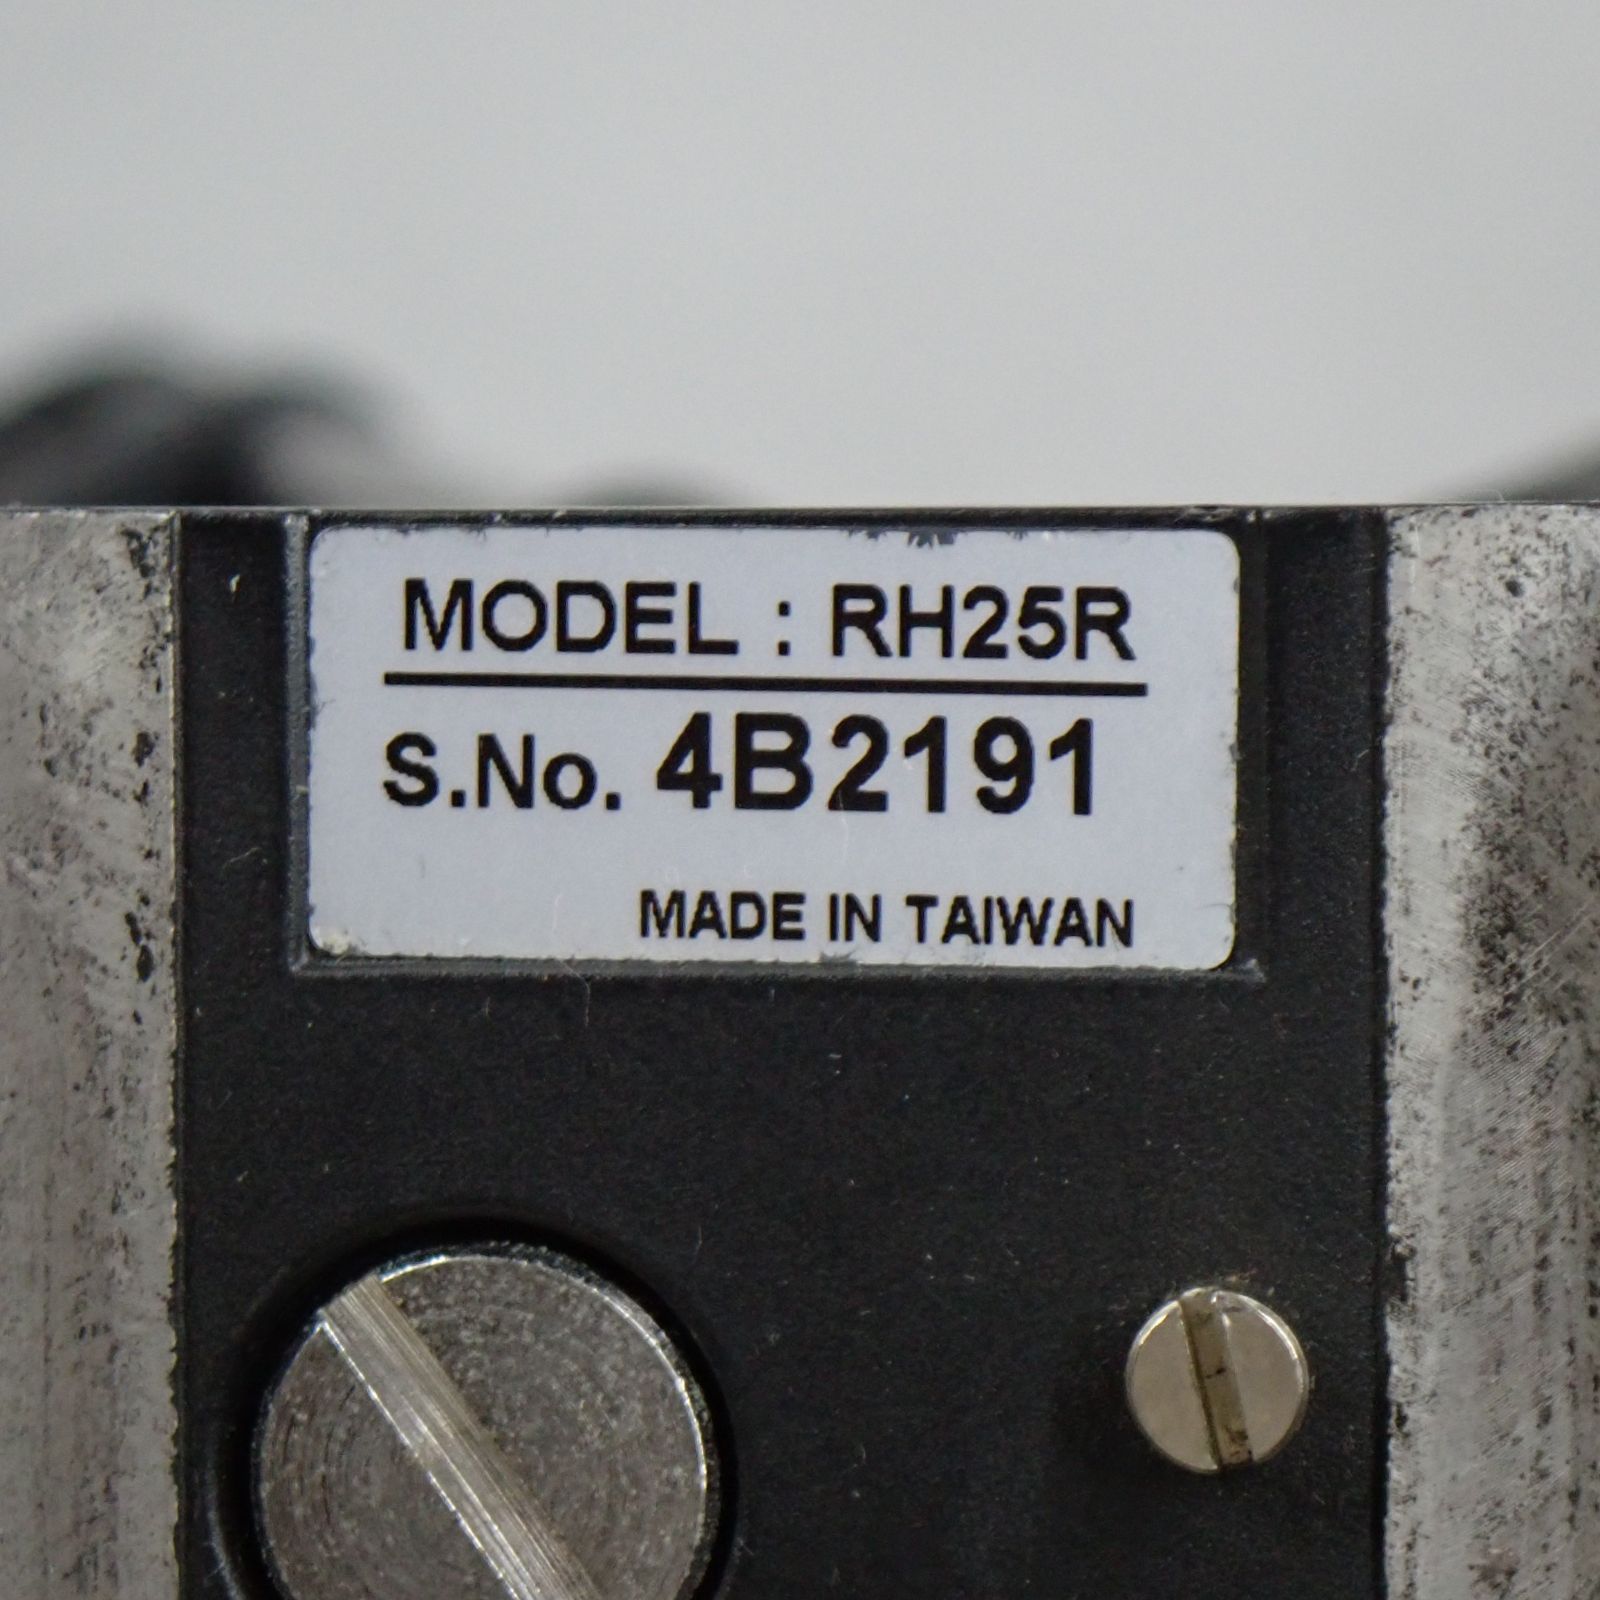 MODEL : RH25R
S.No. 4B2191
MADE IN TAIWAN